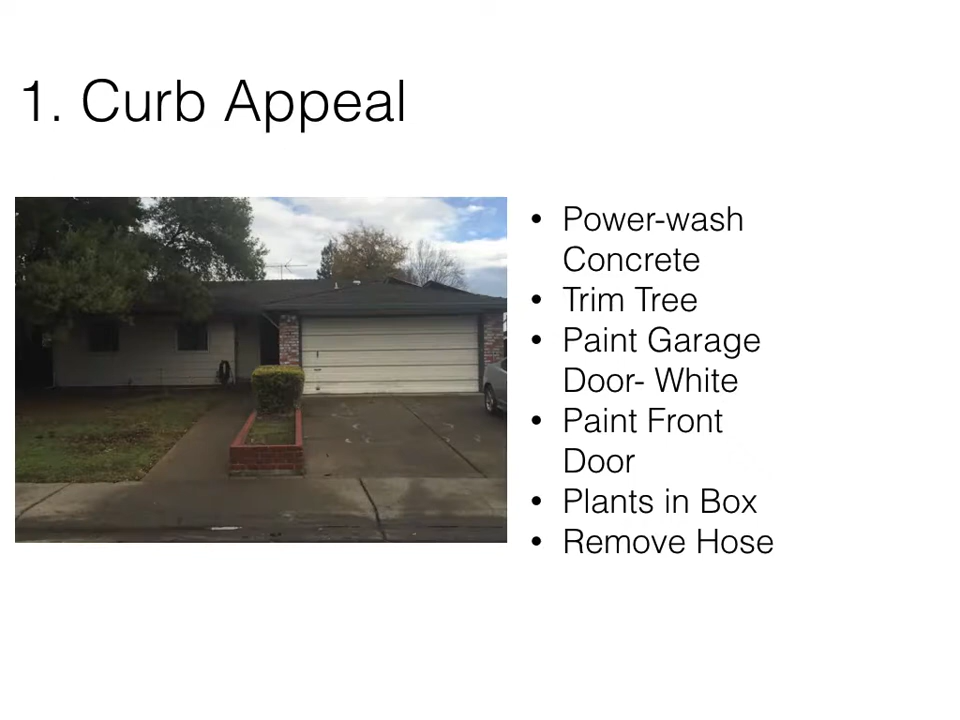 1. Curb Appeal
• Power-wash
Concrete
• Trim Tree
• Paint Garage
Door- White
• Paint Front
Door
• Plants in Box
• Remove Hose